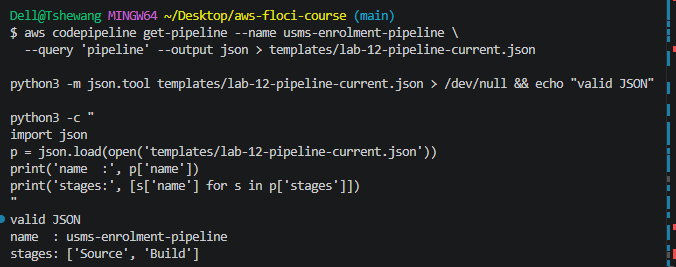 Dell@Tshewang MINGW64 ~/Desktop/aws-floci-course (main)
$ aws codepipeline get-pipeline --name usms-enrolment-pipeline \
  --query 'pipeline' --output json > templates/lab-12-pipeline-current.json

python3 -m json.tool templates/lab-12-pipeline-current.json > /dev/null && echo "valid JSON"

python3 -c "
import json
p = json.load(open('templates/lab-12-pipeline-current.json'))
print('name  :', p['name'])
print('stages:', [s['name'] for s in p['stages']])
"
valid JSON
name  : usms-enrolment-pipeline
stages: ['Source', 'Build']